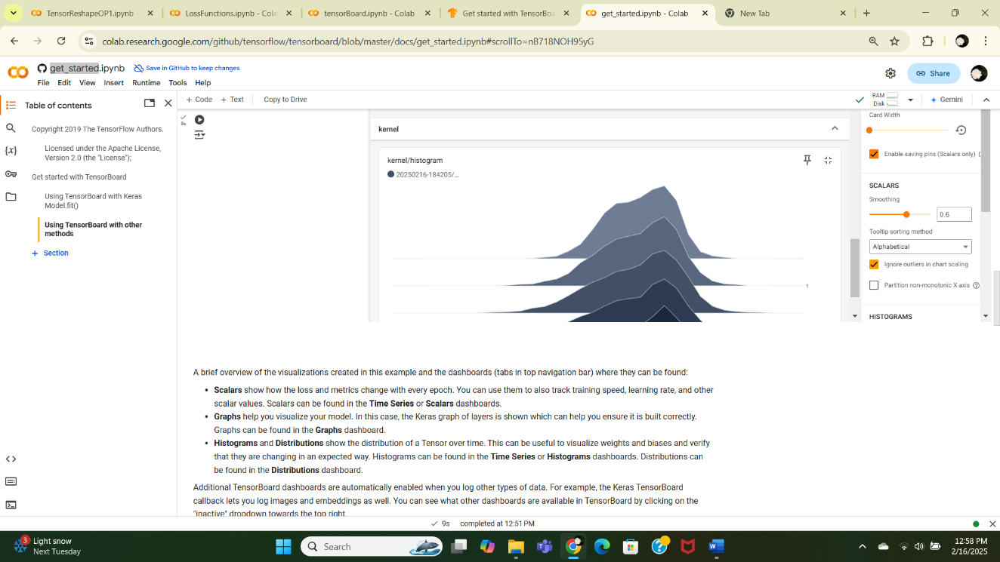 TensorReshapeOP1.ipynb -
LossFunctions.ipynb - Cola
tensorBoard.ipynb - Colab
Get started with TensorBoa
get_started.ipynb - Colab
New Tab
colab.research.google.com/github/tensorflow/tensorboard/blob/master/docs/get_started.ipynb#scrollTo=nB718NOH95yG
get_started.ipynb
Save in GitHub to keep changes
File Edit View Insert Runtime Tools Help
Share
Table of contents
+ Code + Text
Copy to Drive
RAM
Disk
Gemini
Copyright 2019 The TensorFlow Authors.
Licensed under the Apache License,
Version 2.0 (the "License");
Get started with TensorBoard
Using TensorBoard with Keras
Model.fit()
Using TensorBoard with other
methods
+ Section
{x}
9s
kernel
kernel/histogram
20250216-184205/...
1
Card Width
Enable saving pins (Scalars only)
SCALARS
Smoothing
0.6
Tooltip sorting method
Alphabetical
Ignore outliers in chart scaling
Partition non-monotonic X axis
HISTOGRAMS
A brief overview of the visualizations created in this example and the dashboards (tabs in top navigation bar) where they can be found:
• Scalars show how the loss and metrics change with every epoch. You can use them to also track training speed, learning rate, and other
scalar values. Scalars can be found in the Time Series or Scalars dashboards.
• Graphs help you visualize your model. In this case, the Keras graph of layers is shown which can help you ensure it is built correctly.
Graphs can be found in the Graphs dashboard.
• Histograms and Distributions show the distribution of a Tensor over time. This can be useful to visualize weights and biases and verify
that they are changing in an expected way. Histograms can be found in the Time Series or Histograms dashboards. Distributions can
be found in the Distributions dashboard.
Additional TensorBoard dashboards are automatically enabled when you log other types of data. For example, the Keras TensorBoard
callback lets you log images and embeddings as well. You can see what other dashboards are available in TensorBoard by clicking on the
"inactive" dropdown towards the top right.
9s completed at 12:51 PM
3
Light snow
Next Tuesday
Search
12:58 PM
2/16/2025